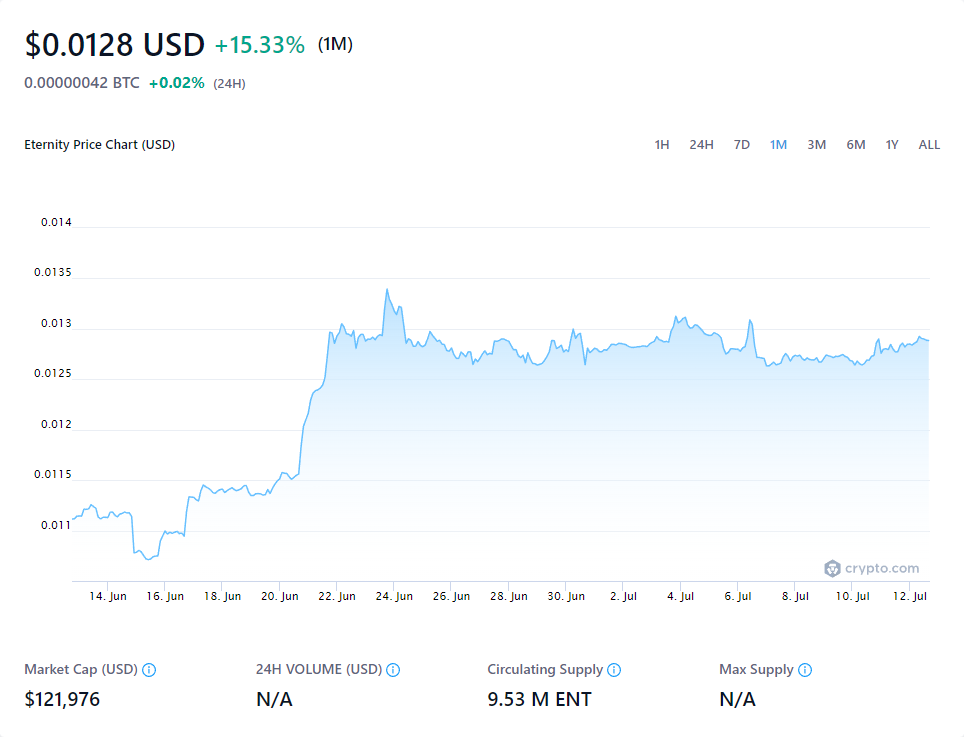 $0.0128 USD +15.33% (1M)
0.00000042 BTC +0.02% (24H)
Eternity Price Chart (USD) 1H 24H 7D 1M 3M 6M 1Y ALL
0.014
0.0135
0.013
0.0125
0.012
0.0115
0.011
crypto.com
14. Jun 16. Jun 18. Jun 20. Jun 22. Jun 24. Jun 26. Jun 28. Jun 30. Jun 2. Jul 4. Jul 6. Jul 8. Jul 10. Jul 12. Jul
Market Cap (USD) 24H VOLUME (USD) Circulating Supply Max Supply
$121,976 N/A 9.53 M ENT N/A